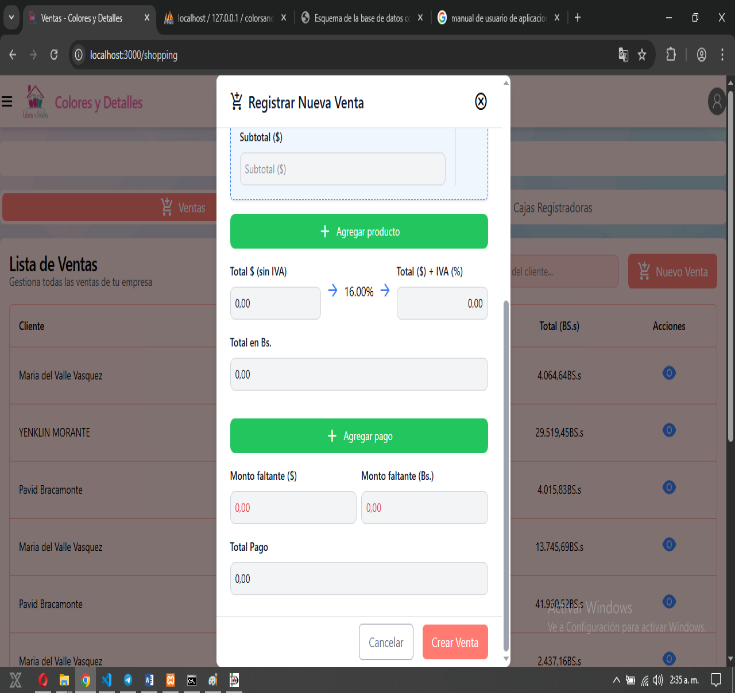 Ventas - Colores y Detalles
localhost / 127.0.0.1 / colorsan
Esquema de la base de datos co
manual de usuario de aplicacion
localhost:3000/shopping
Colores y Detalles
Registrar Nueva Venta
Subtotal ($)
Subtotal ($)
Ventas
Cajas Registradoras
Agregar producto
Lista de Ventas
Gestiona todas las ventas de tu empresa
del cliente...
Nuevo Venta
Total $ (sin IVA)
Total ($) + IVA (%)
0,00
16.00%
0.00
Cliente
Total (BS.s)
Acciones
Total en Bs.
0,00
Maria del Valle Vasquez
4.064,64BS.s
Agregar pago
YENKLIN MORANTE
29.519,45BS.s
Monto faltante ($)
Monto faltante (Bs.)
0,00
0,00
Pavid Bracamonte
4.015,83BS.s
Total Pago
0,00
Maria del Valle Vasquez
13.745,69BS.s
Pavid Bracamonte
41.960,52BS.s
Activar Windows
Ve a Configuración para activar Windows.
Cancelar
Crear Venta
Maria del Valle Vasquez
2.437,16BS.s
2:35 a. m.